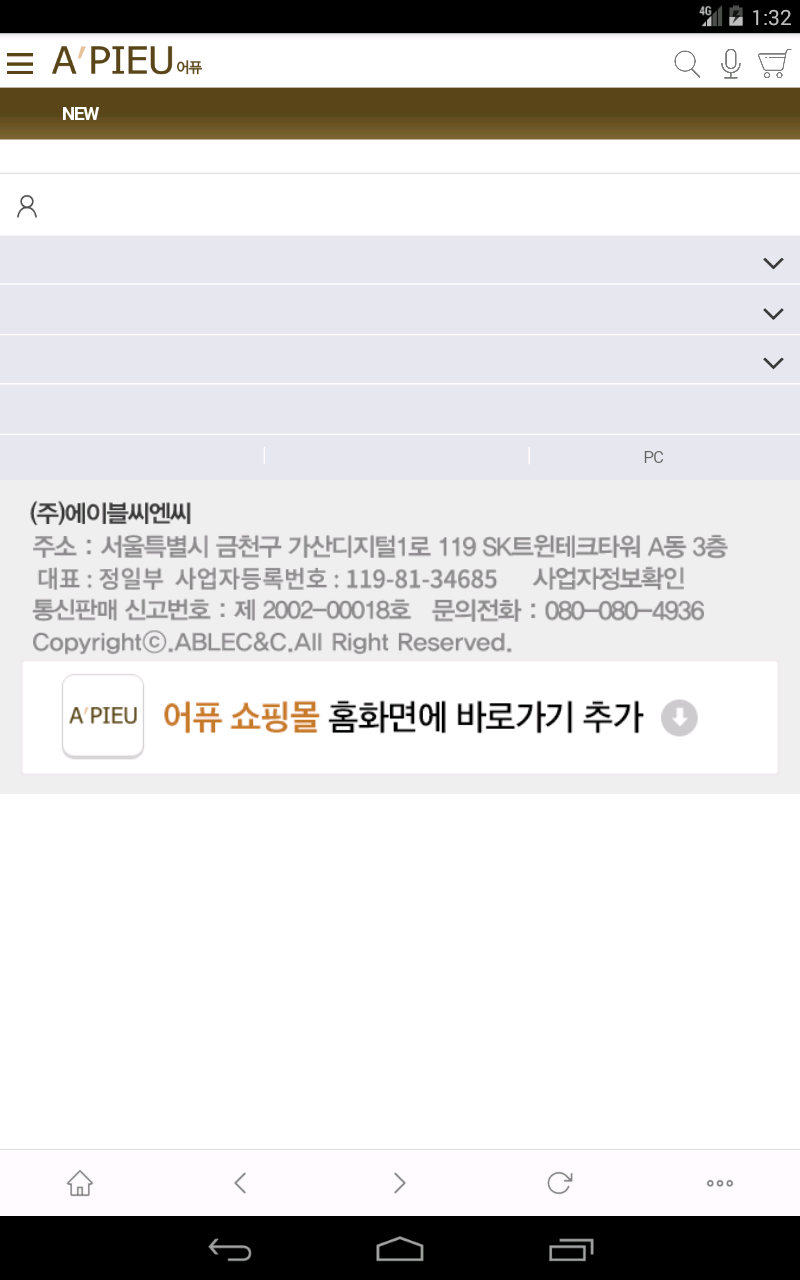 4G 1:32
A'PIEU 어퓨
NEW
PC
(주)에이블씨엔씨
주소 : 서울특별시 금천구 가산디지털1로 119 SK트윈테크타워 A동 3층
대표 : 정일부 사업자등록번호 : 119-81-34685 사업자정보확인
통신판매 신고번호 : 제 2002-00018호 문의전화 : 080-080-4936
Copyrightⓒ.ABLEC&C.All Right Reserved.
A'PIEU 어퓨 쇼핑몰 홈화면에 바로가기 추가